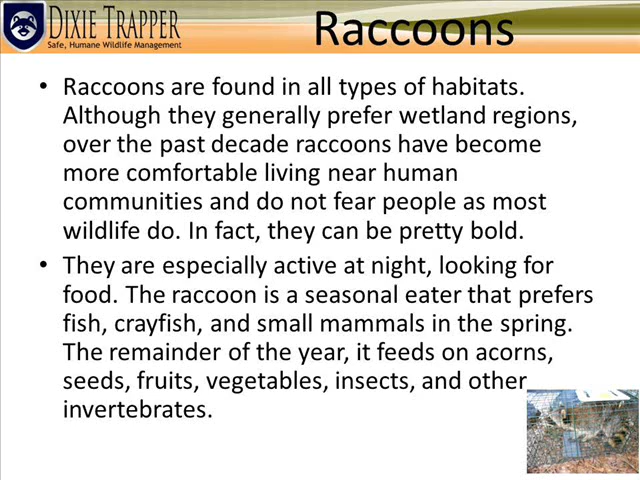 DIXIE TRAPPER
Safe, Humane Wildlife Management
Raccoons
• Raccoons are found in all types of habitats.
Although they generally prefer wetland regions,
over the past decade raccoons have become
more comfortable living near human
communities and do not fear people as most
wildlife do. In fact, they can be pretty bold.
• They are especially active at night, looking for
food. The raccoon is a seasonal eater that prefers
fish, crayfish, and small mammals in the spring.
The remainder of the year, it feeds on acorns,
seeds, fruits, vegetables, insects, and other
invertebrates.